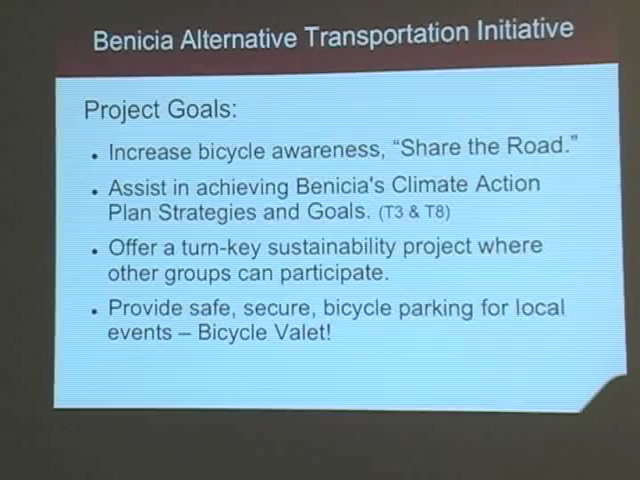 Benicia Alternative Transportation Initiative
Project Goals:
• Increase bicycle awareness, “Share the Road.”
• Assist in achieving Benicia's Climate Action
Plan Strategies and Goals. (T3 & T8)
• Offer a turn-key sustainability project where
other groups can participate.
• Provide safe, secure, bicycle parking for local
events – Bicycle Valet!